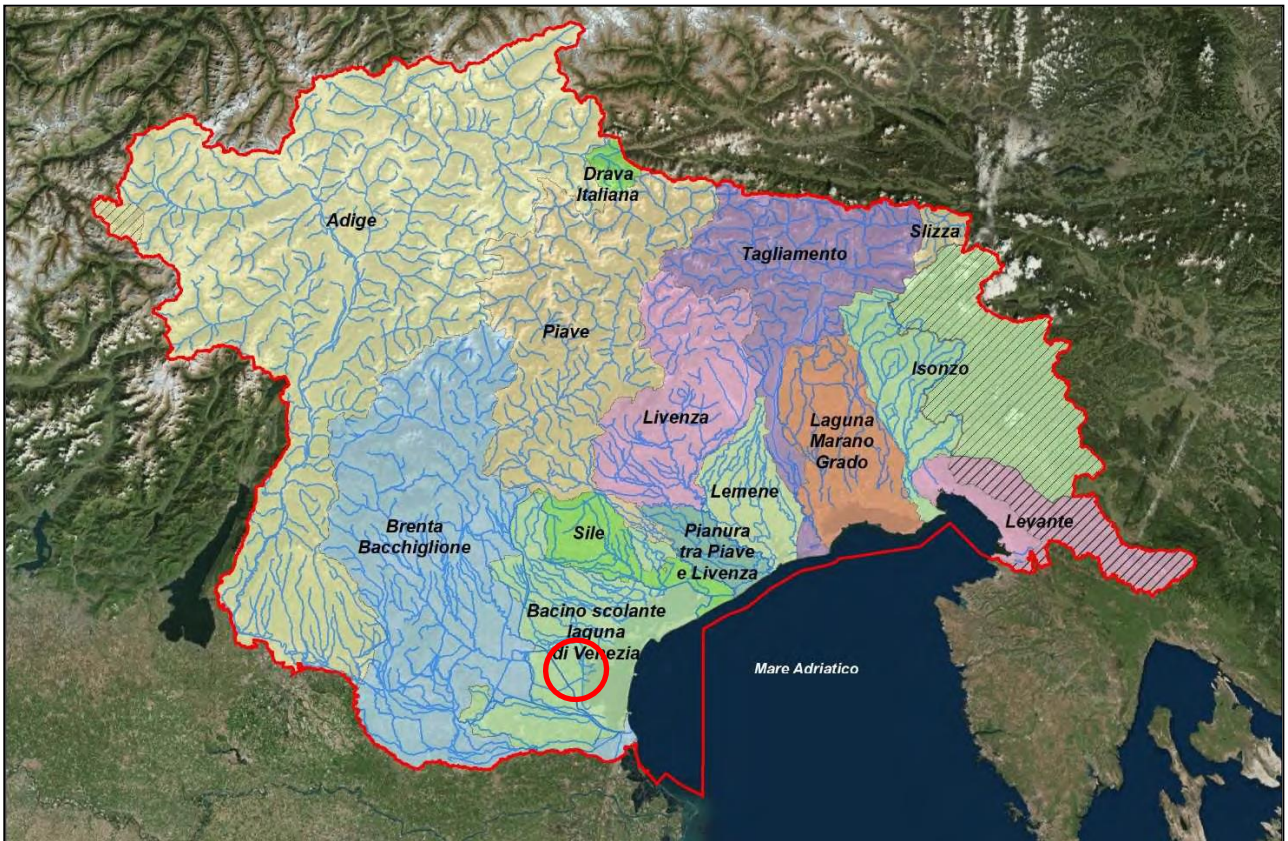 Drava
Italiana
Adige
Slizza
Tagliamento
Piave
Isonzo
Livenza
Laguna
Marano
Grado
Lemene
Brenta
Bacchiglione
Sile
Pianura
tra Piave
e Livenza
Levante
Bacino scolante
laguna
di Venezia
Mare Adriatico